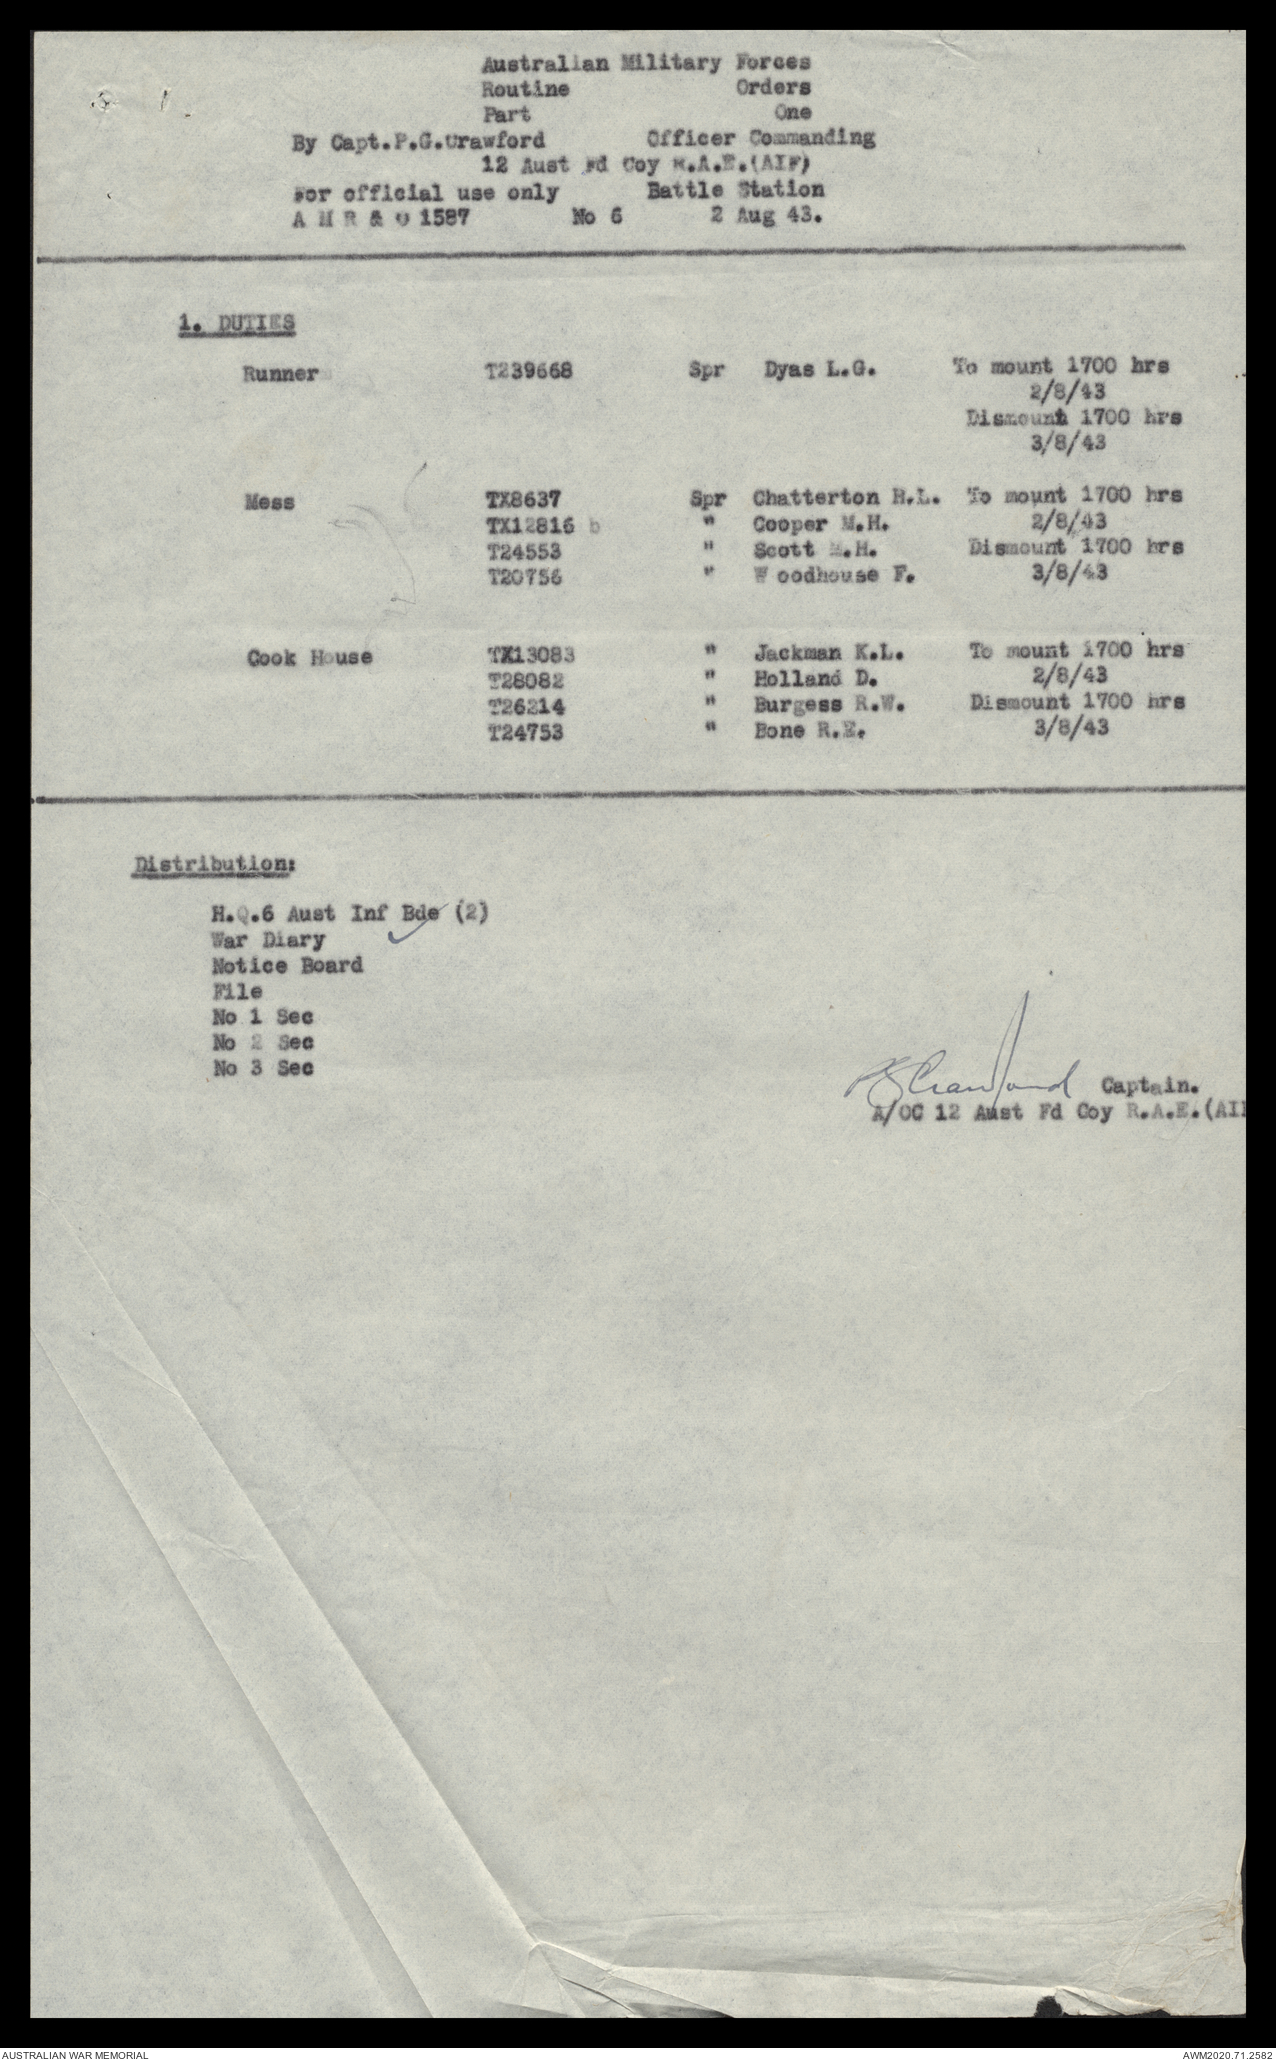 Australian Military Forces
Routine Orders
Part One
By Capt.P.G.Crawford Officer Commanding
12 Aust Fd Coy R.A.E.(AIF)
For official use only Battle Station
A M R & O 1587 No 6 2 Aug 43.
1. DUTIES
Runner T239668 Spr Dyas L.G. To mount 1700 hrs
2/8/43
Dismount 1700 hrs
3/8/43
Mess TX8637 Spr Chatterton H.L. To mount 1700 hrs
TX12816 b " Cooper M.H. 2/8/43
T24553 " Scott M.H. Dismount 1700 hrs
T20756 " W oodhouse F. 3/8/43
Cook House TX13083 " Jackman K.L. To mount 1700 hrs
T28082 " Holland D. 2/8/43
T26214 " Burgess R.W. Dismount 1700 hrs
T24753 " Bone R.E. 3/8/43
Distribution:
H.Q.6 Aust Inf Bde (2)
War Diary
Notice Board
File
No 1 Sec
No 2 Sec
No 3 Sec
PGCrawford Captain.
A/OC 12 Aust Fd Coy R.A.E.(AIF
AUSTRALIAN WAR MEMORIAL AWM2020.71.2582